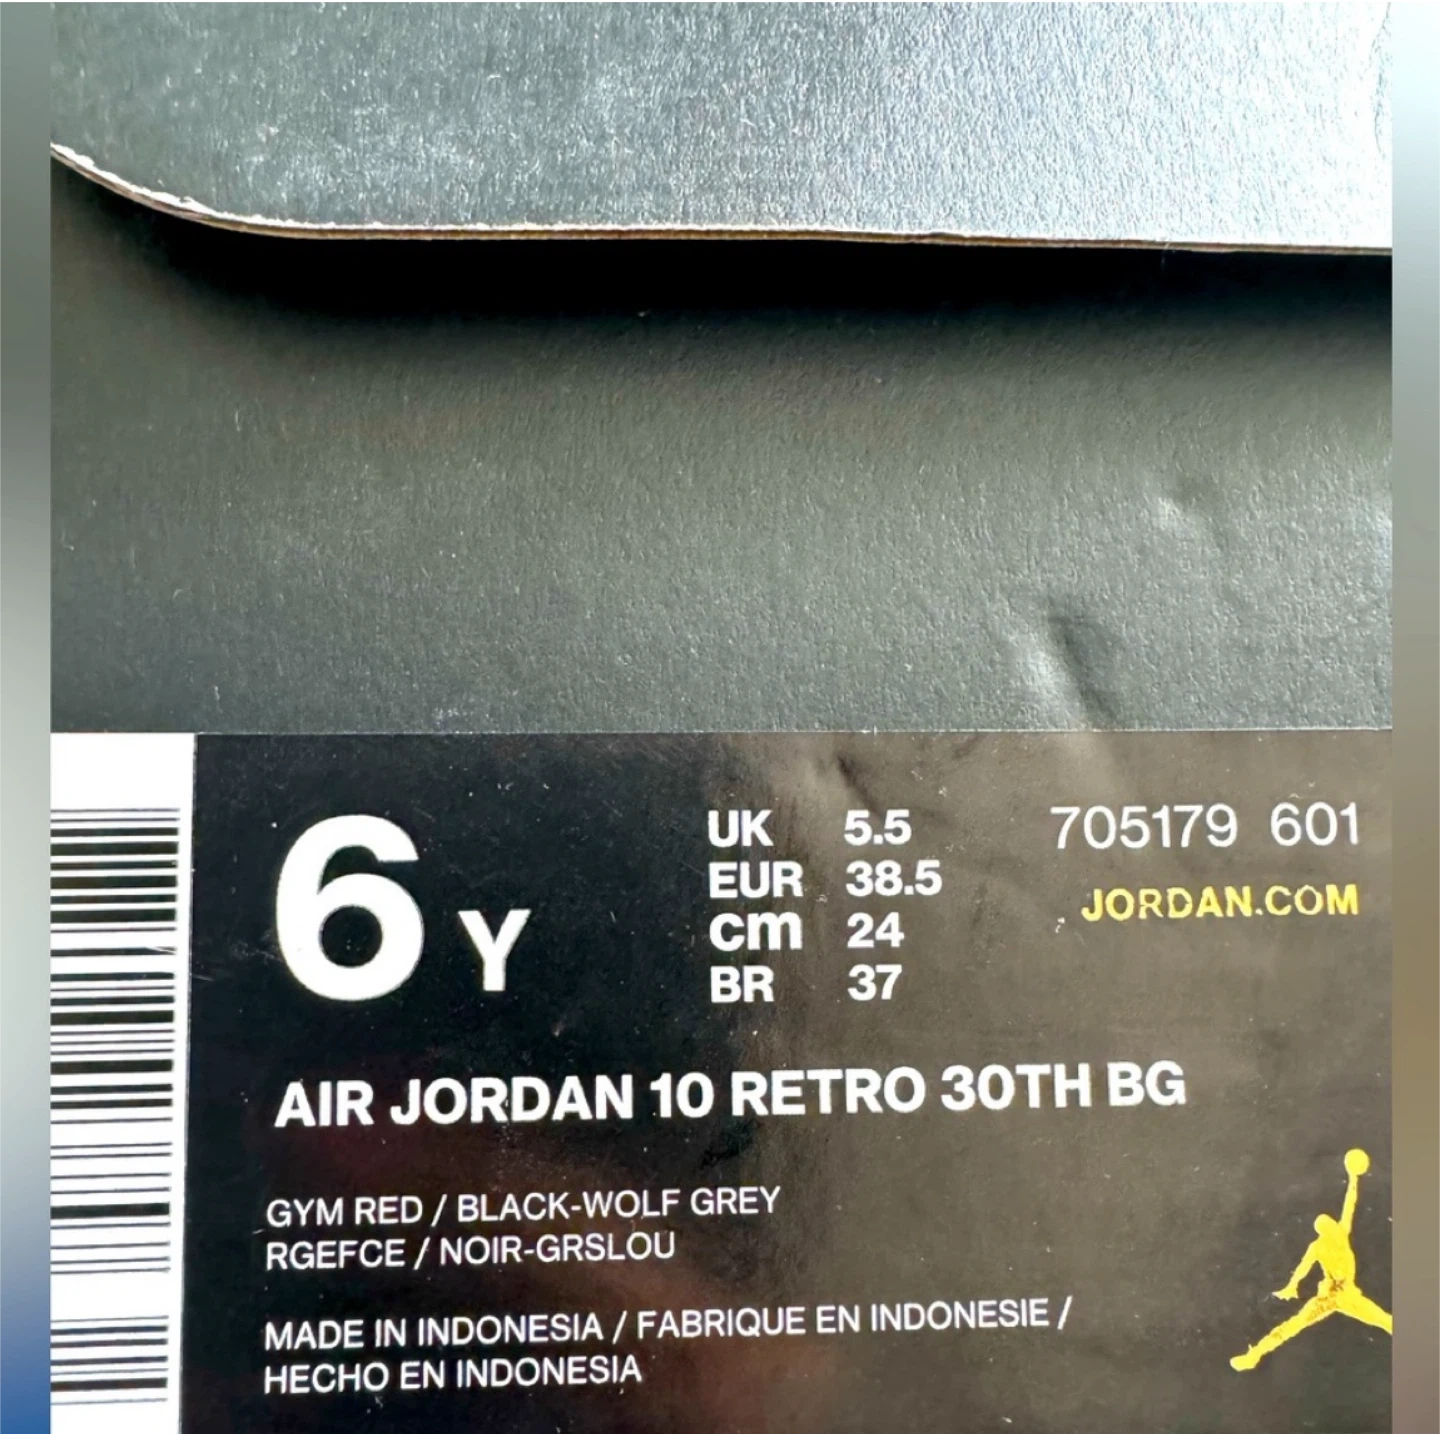 6 Y
UK 5.5
EUR 38.5
cm 24
BR 37
705179 601
JORDAN.COM
AIR JORDAN 10 RETRO 30TH BG
GYM RED / BLACK-WOLF GREY
RGEFCE / NOIR-GRSLOU
MADE IN INDONESIA / FABRIQUE EN INDONESIE /
HECHO EN INDONESIA